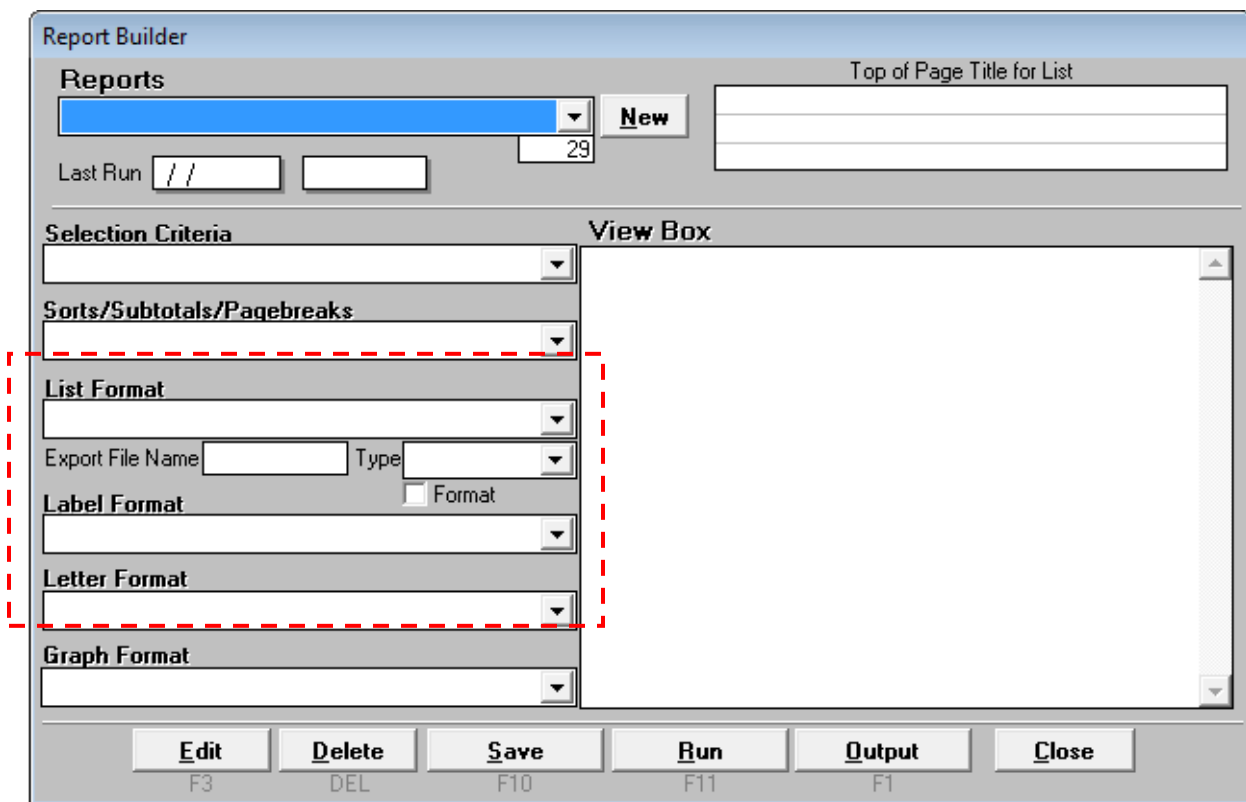 Report Builder
Reports
Top of Page Title for List
New
29
Last Run / /
Selection Criteria
View Box
Sorts/Subtotals/Pagebreaks
List Format
Export File Name Type
Format
Label Format
Letter Format
Graph Format
Edit Delete Save Run Output Close
F3 DEL F10 F11 F1